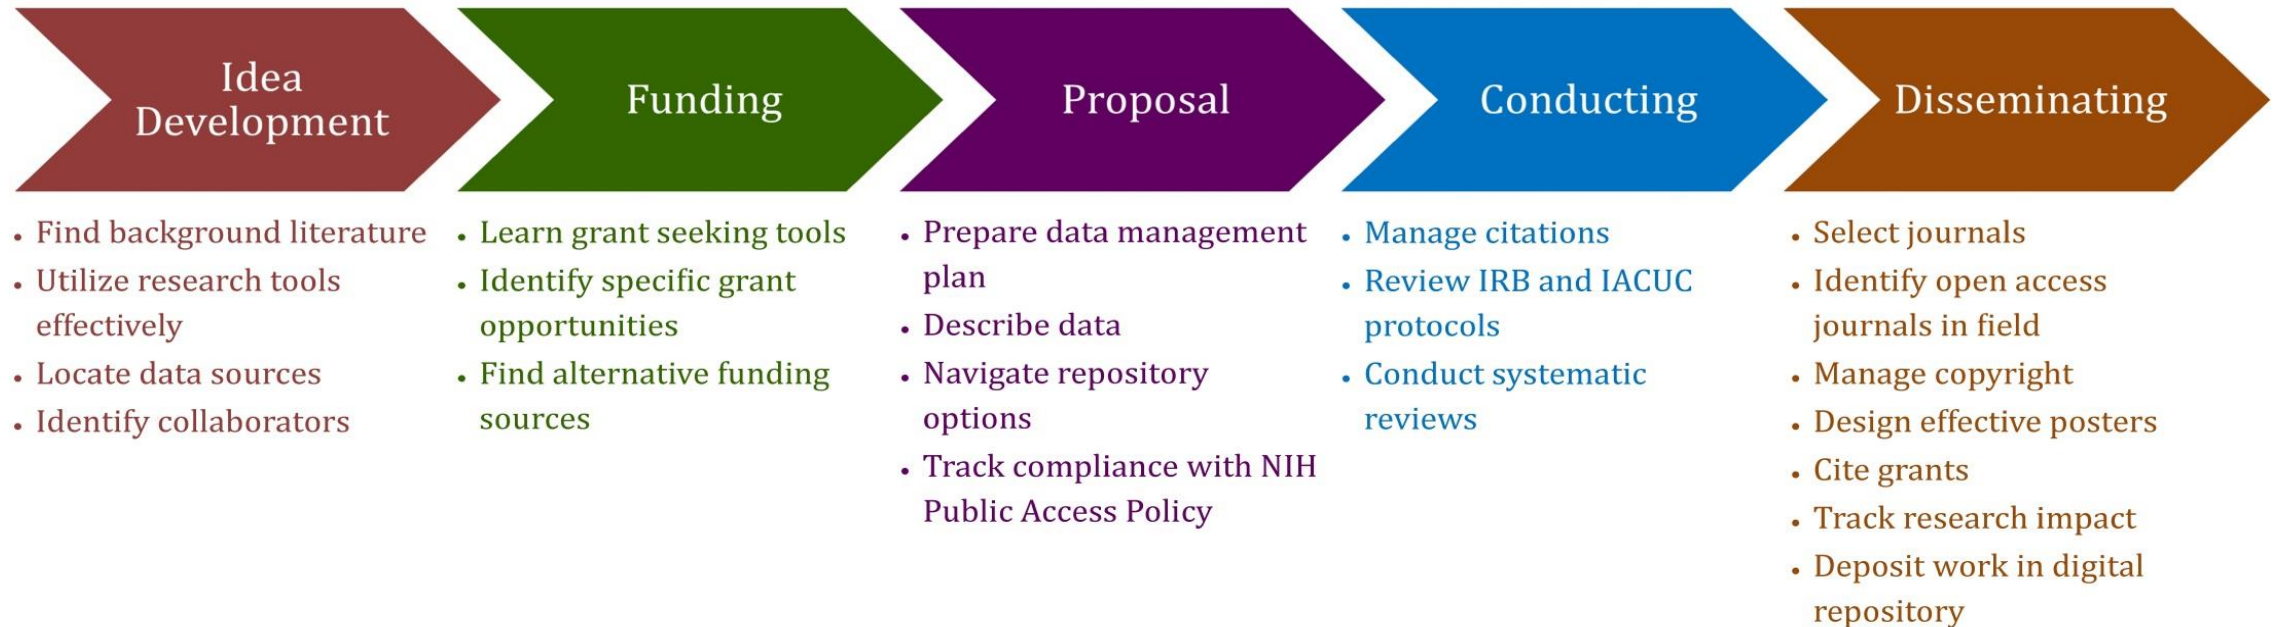 Idea
Development
Funding
Proposal
Conducting
Disseminating
• Find background literature
• Utilize research tools
effectively
• Locate data sources
• Identify collaborators
• Learn grant seeking tools
• Identify specific grant
opportunities
• Find alternative funding
sources
• Prepare data management
plan
• Describe data
• Navigate repository
options
• Track compliance with NIH
Public Access Policy
• Manage citations
• Review IRB and IACUC
protocols
• Conduct systematic
reviews
• Select journals
• Identify open access
journals in field
• Manage copyright
• Design effective posters
• Cite grants
• Track research impact
• Deposit work in digital
repository